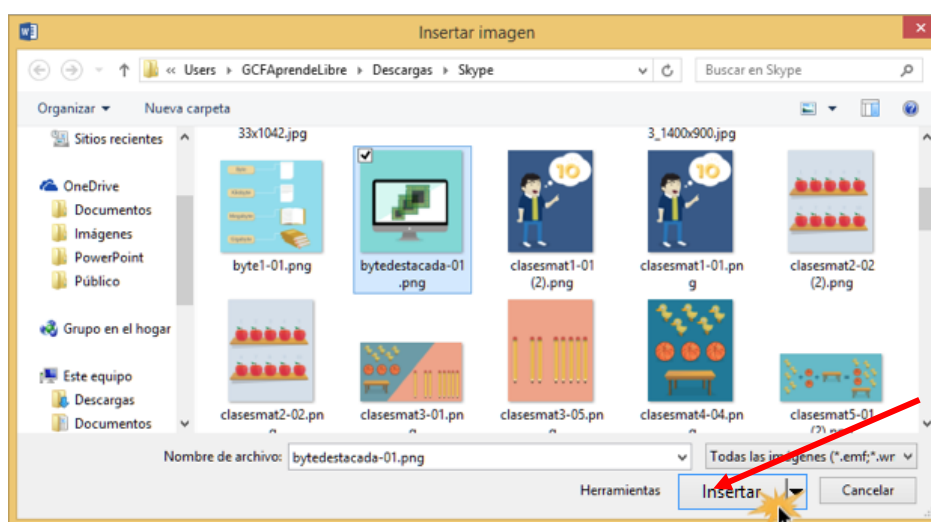 Insertar imagen
« Users ▸ GCFAprendeLibre ▸ Descargas ▸ Skype
Buscar en Skype
Organizar
Nueva carpeta
Sitios recientes
OneDrive
Documentos
Imágenes
PowerPoint
Público
Grupo en el hogar
Este equipo
Descargas
Documentos
33x1042.jpg
3_1400x900.jpg
byte1-01.png
bytedestacada-01
.png
clasesmat1-01
(2).png
clasesmat1-01.pn
g
clasesmat2-02
(2).png
clasesmat2-02.pn
clasesmat3-01.pn
clasesmat3-05.pn
clasesmat4-04.pn
clasesmat5-01
10
10
Nombre de archivo:
bytedestacada-01.png
Todas las imágenes (*.emf;*.wr
Herramientas
Insertar
Cancelar